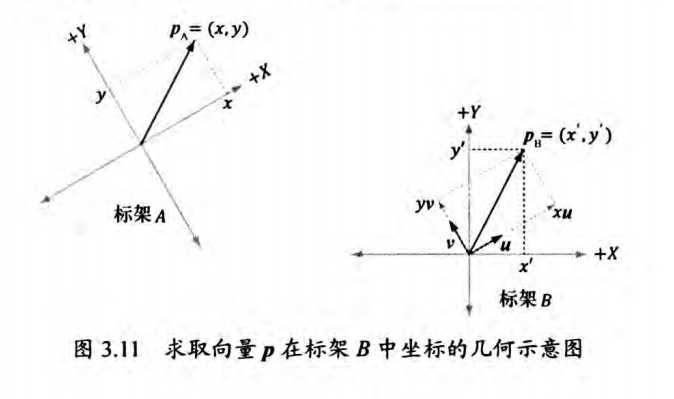 +Y
p_A = (x, y)
+X
y
x
标架 A
+Y
y′
p_B = (x′, y′)
yv
xu
v
u
+X
x′
标架 B
图 3.11 求取向量 p 在标架 B 中坐标的几何示意图